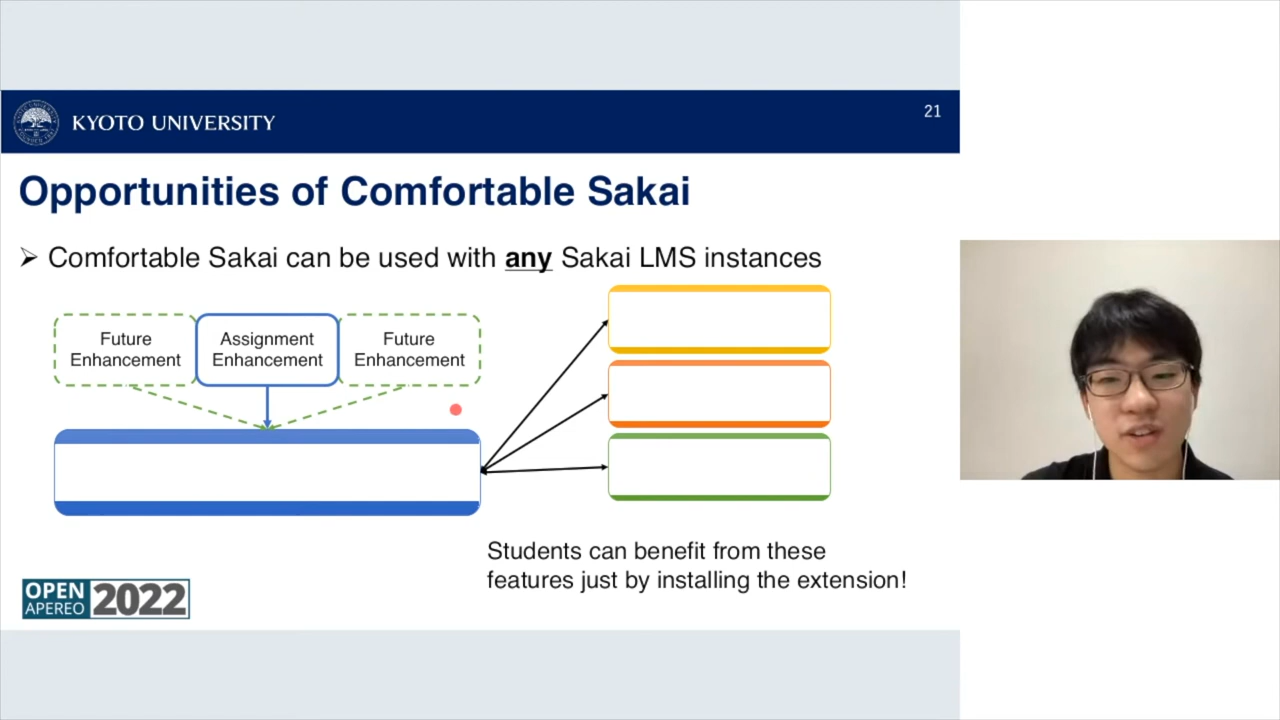 KYOTO UNIVERSITY
21
Opportunities of Comfortable Sakai
➢ Comfortable Sakai can be used with any Sakai LMS instances
Future
Enhancement
Assignment
Enhancement
Future
Enhancement
Students can benefit from these
features just by installing the extension!
OPEN
APEREO
2022